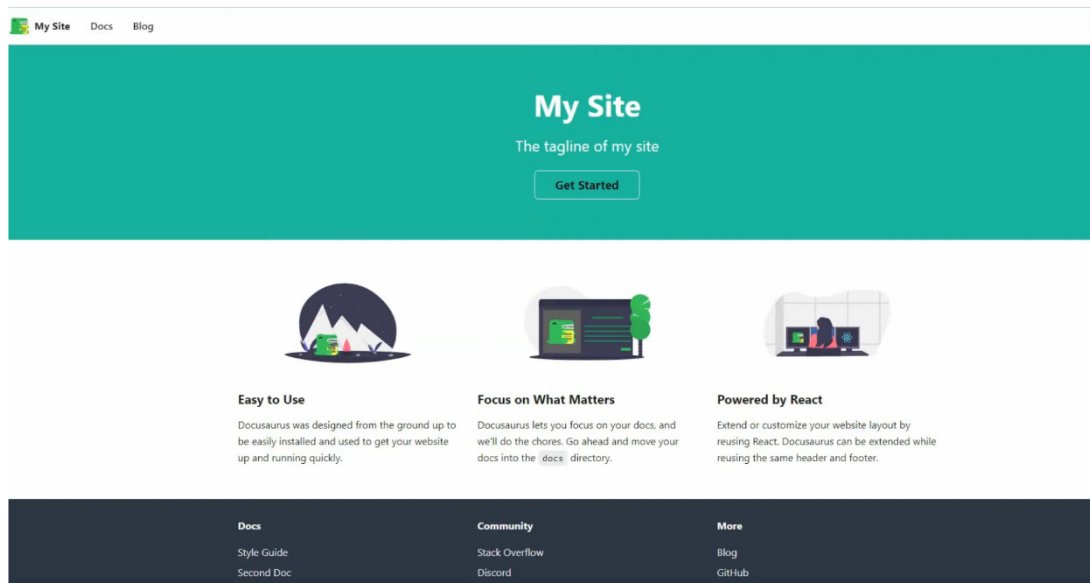 My Site Docs Blog
My Site
The tagline of my site
Get Started
Easy to Use
Docusaurus was designed from the ground up to
be easily installed and used to get your website
up and running quickly.
Focus on What Matters
Docusaurus lets you focus on your docs, and
we'll do the chores. Go ahead and move your
docs into the docs directory.
Powered by React
Extend or customize your website layout by
reusing React. Docusaurus can be extended while
reusing the same header and footer.
Docs
Style Guide
Second Doc
Community
Stack Overflow
Discord
More
Blog
GitHub